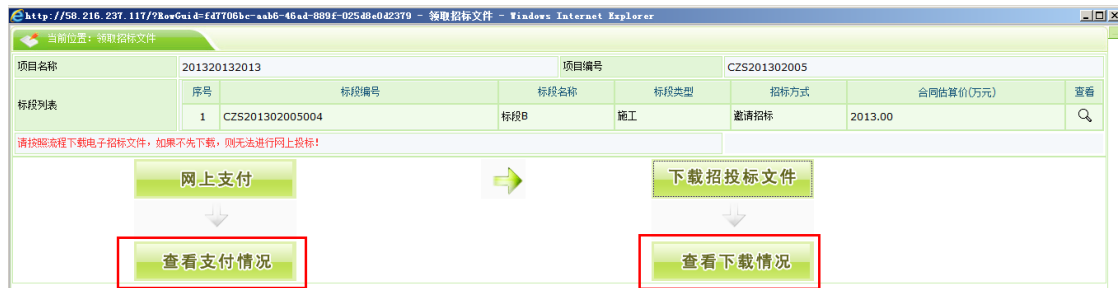 http://58.216.237.117/?RowGuid=fd7706bc-aab6-46ad-889f-025d8e0d2379 - 领取招标文件 - Windows Internet Explorer
当前位置：领取招标文件
项目名称 201320132013 项目编号 CZS201302005
标段列表
序号 标段编号 标段名称 标段类型 招标方式 合同估算价(万元) 查看
1 CZS201302005004 标段B 施工 邀请招标 2013.00
请按照流程下载电子招标文件，如果不先下载，则无法进行网上投标！
网上支付 下载招投标文件
查看支付情况 查看下载情况